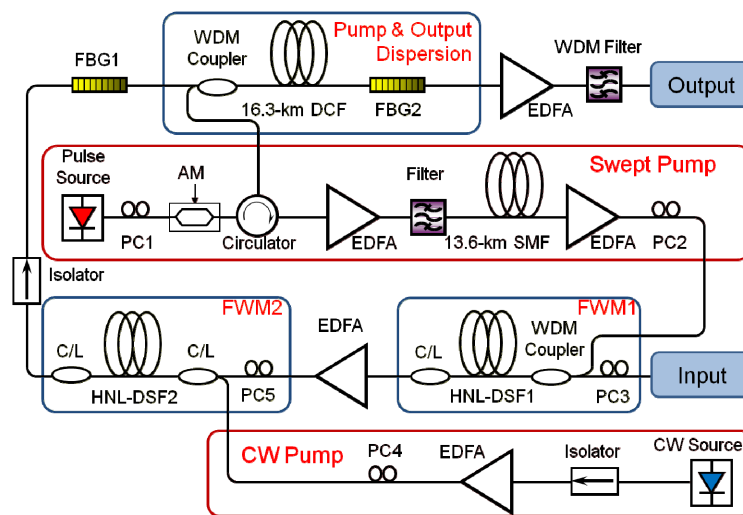 Pump & Output
Dispersion
WDM
Coupler
FBG1
WDM Filter
Output
16.3-km DCF
FBG2
EDFA
Pulse
Source
AM
Filter
Swept Pump
PC1
Circulator
EDFA
13.6-km SMF
EDFA
PC2
Isolator
FWM2
EDFA
FWM1
WDM
Coupler
C/L
C/L
C/L
Input
HNL-DSF2
PC5
HNL-DSF1
PC3
CW Pump
PC4
EDFA
Isolator
CW Source